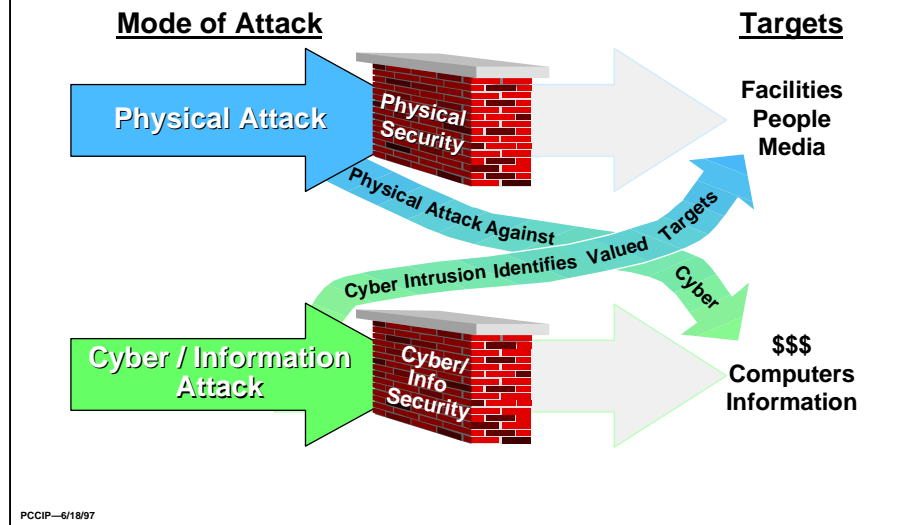 Mode of Attack
Targets
Physical Attack
Physical
Security
Facilities
People
Media
Physical Attack Against
Cyber
Cyber Intrusion Identifies Valued Targets
Cyber / Information
Attack
Cyber/
Info
Security
$$$
Computers
Information
PCCIP—6/18/97